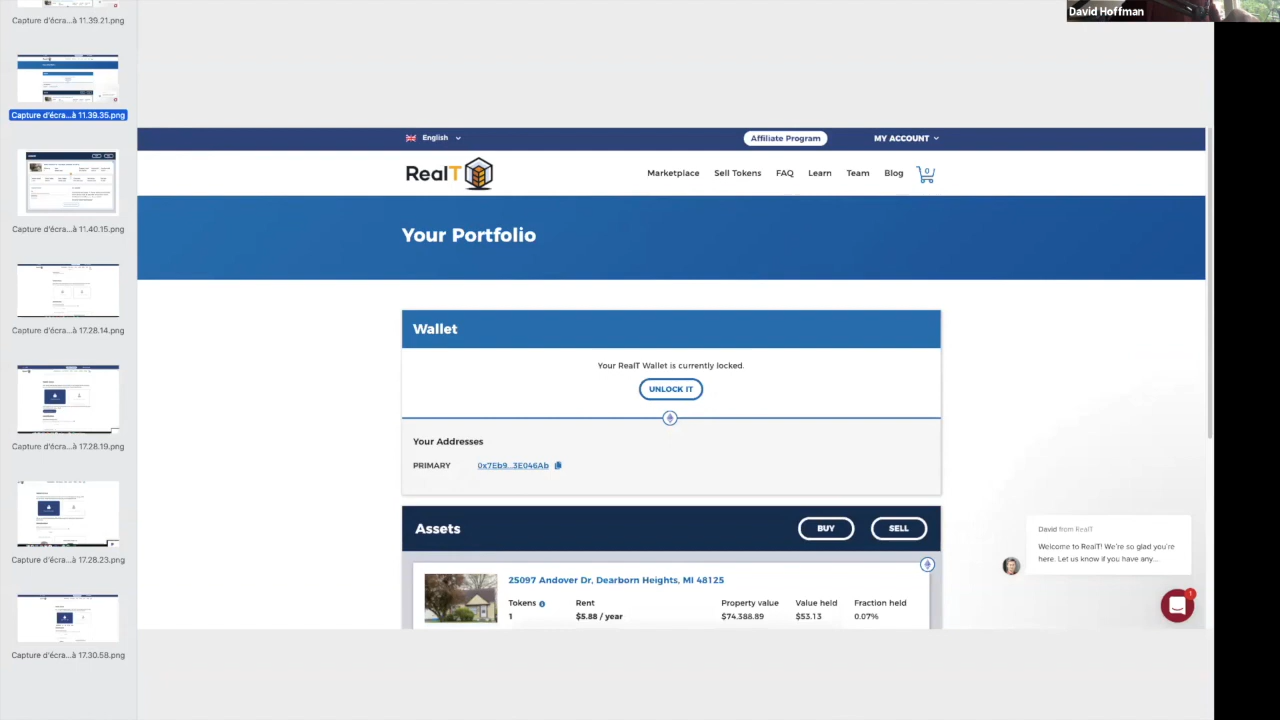 David Hoffman
Capture d'écra...à 11.39.21.png
Capture d'écra...à 11.39.35.png
Capture d'écra...à 11.40.15.png
Capture d'écra...à 17.28.14.png
Capture d'écra...à 17.28.19.png
Capture d'écra...à 17.28.23.png
Capture d'écra...à 17.30.58.png
English
Affiliate Program
MY ACCOUNT
RealT
Marketplace Sell Tokens FAQ Learn Team Blog 0
Your Portfolio
Wallet
Your RealT Wallet is currently locked.
UNLOCK IT
Your Addresses
PRIMARY 0x7Eb9...3E046Ab
Assets BUY SELL
25097 Andover Dr, Dearborn Heights, MI 48125
Tokens Rent Property value Value held Fraction held
1 $5.88 / year $74,388.89 $53.13 0.07%
David from RealT
Welcome to RealT! We're so glad you're
here. Let us know if you have any...
1